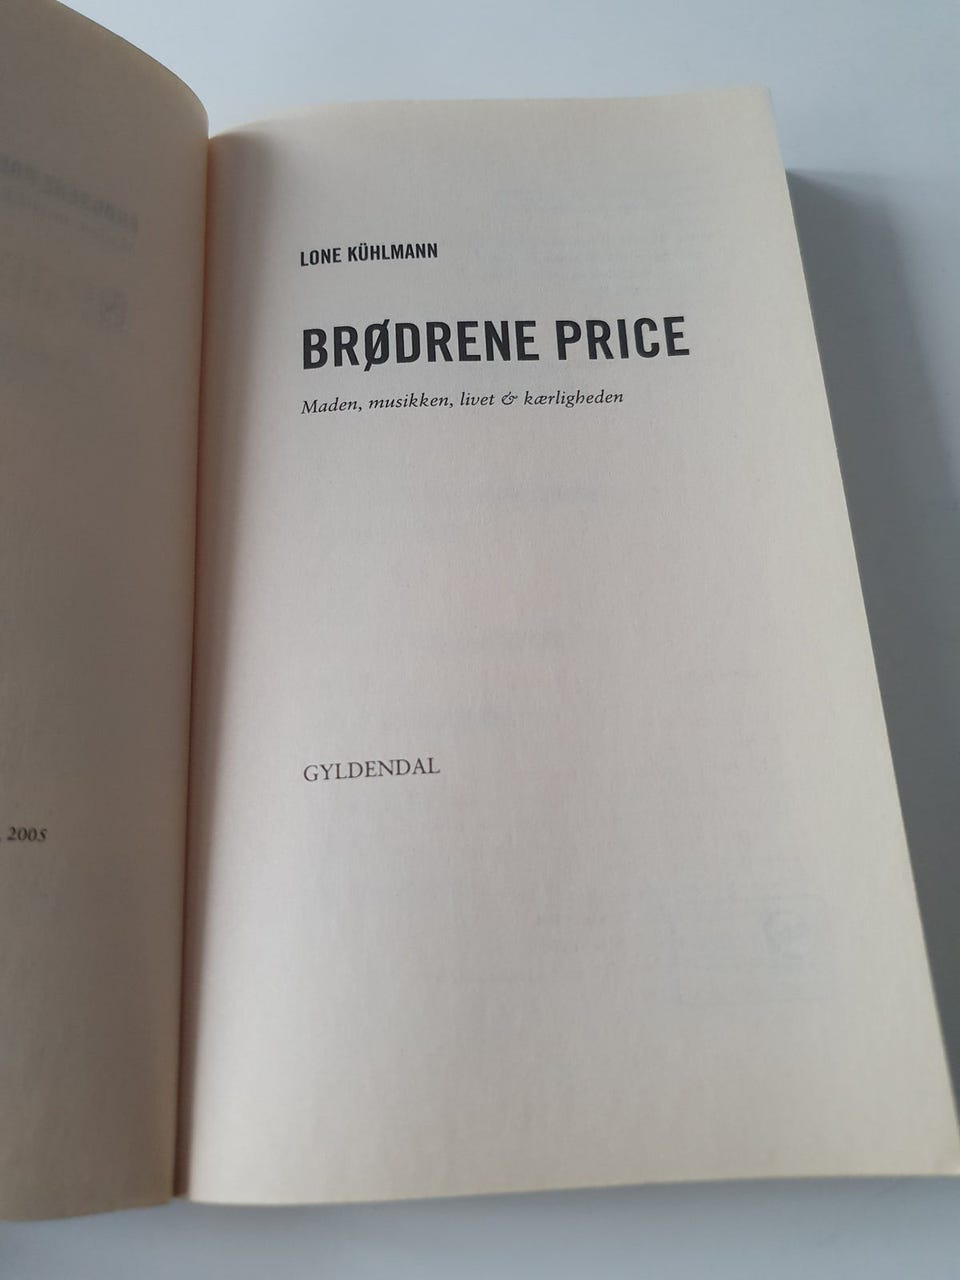 LONE KÜHLMANN
BRØDRENE PRICE
Maden, musikken, livet & kærligheden
GYLDENDAL
, 2005